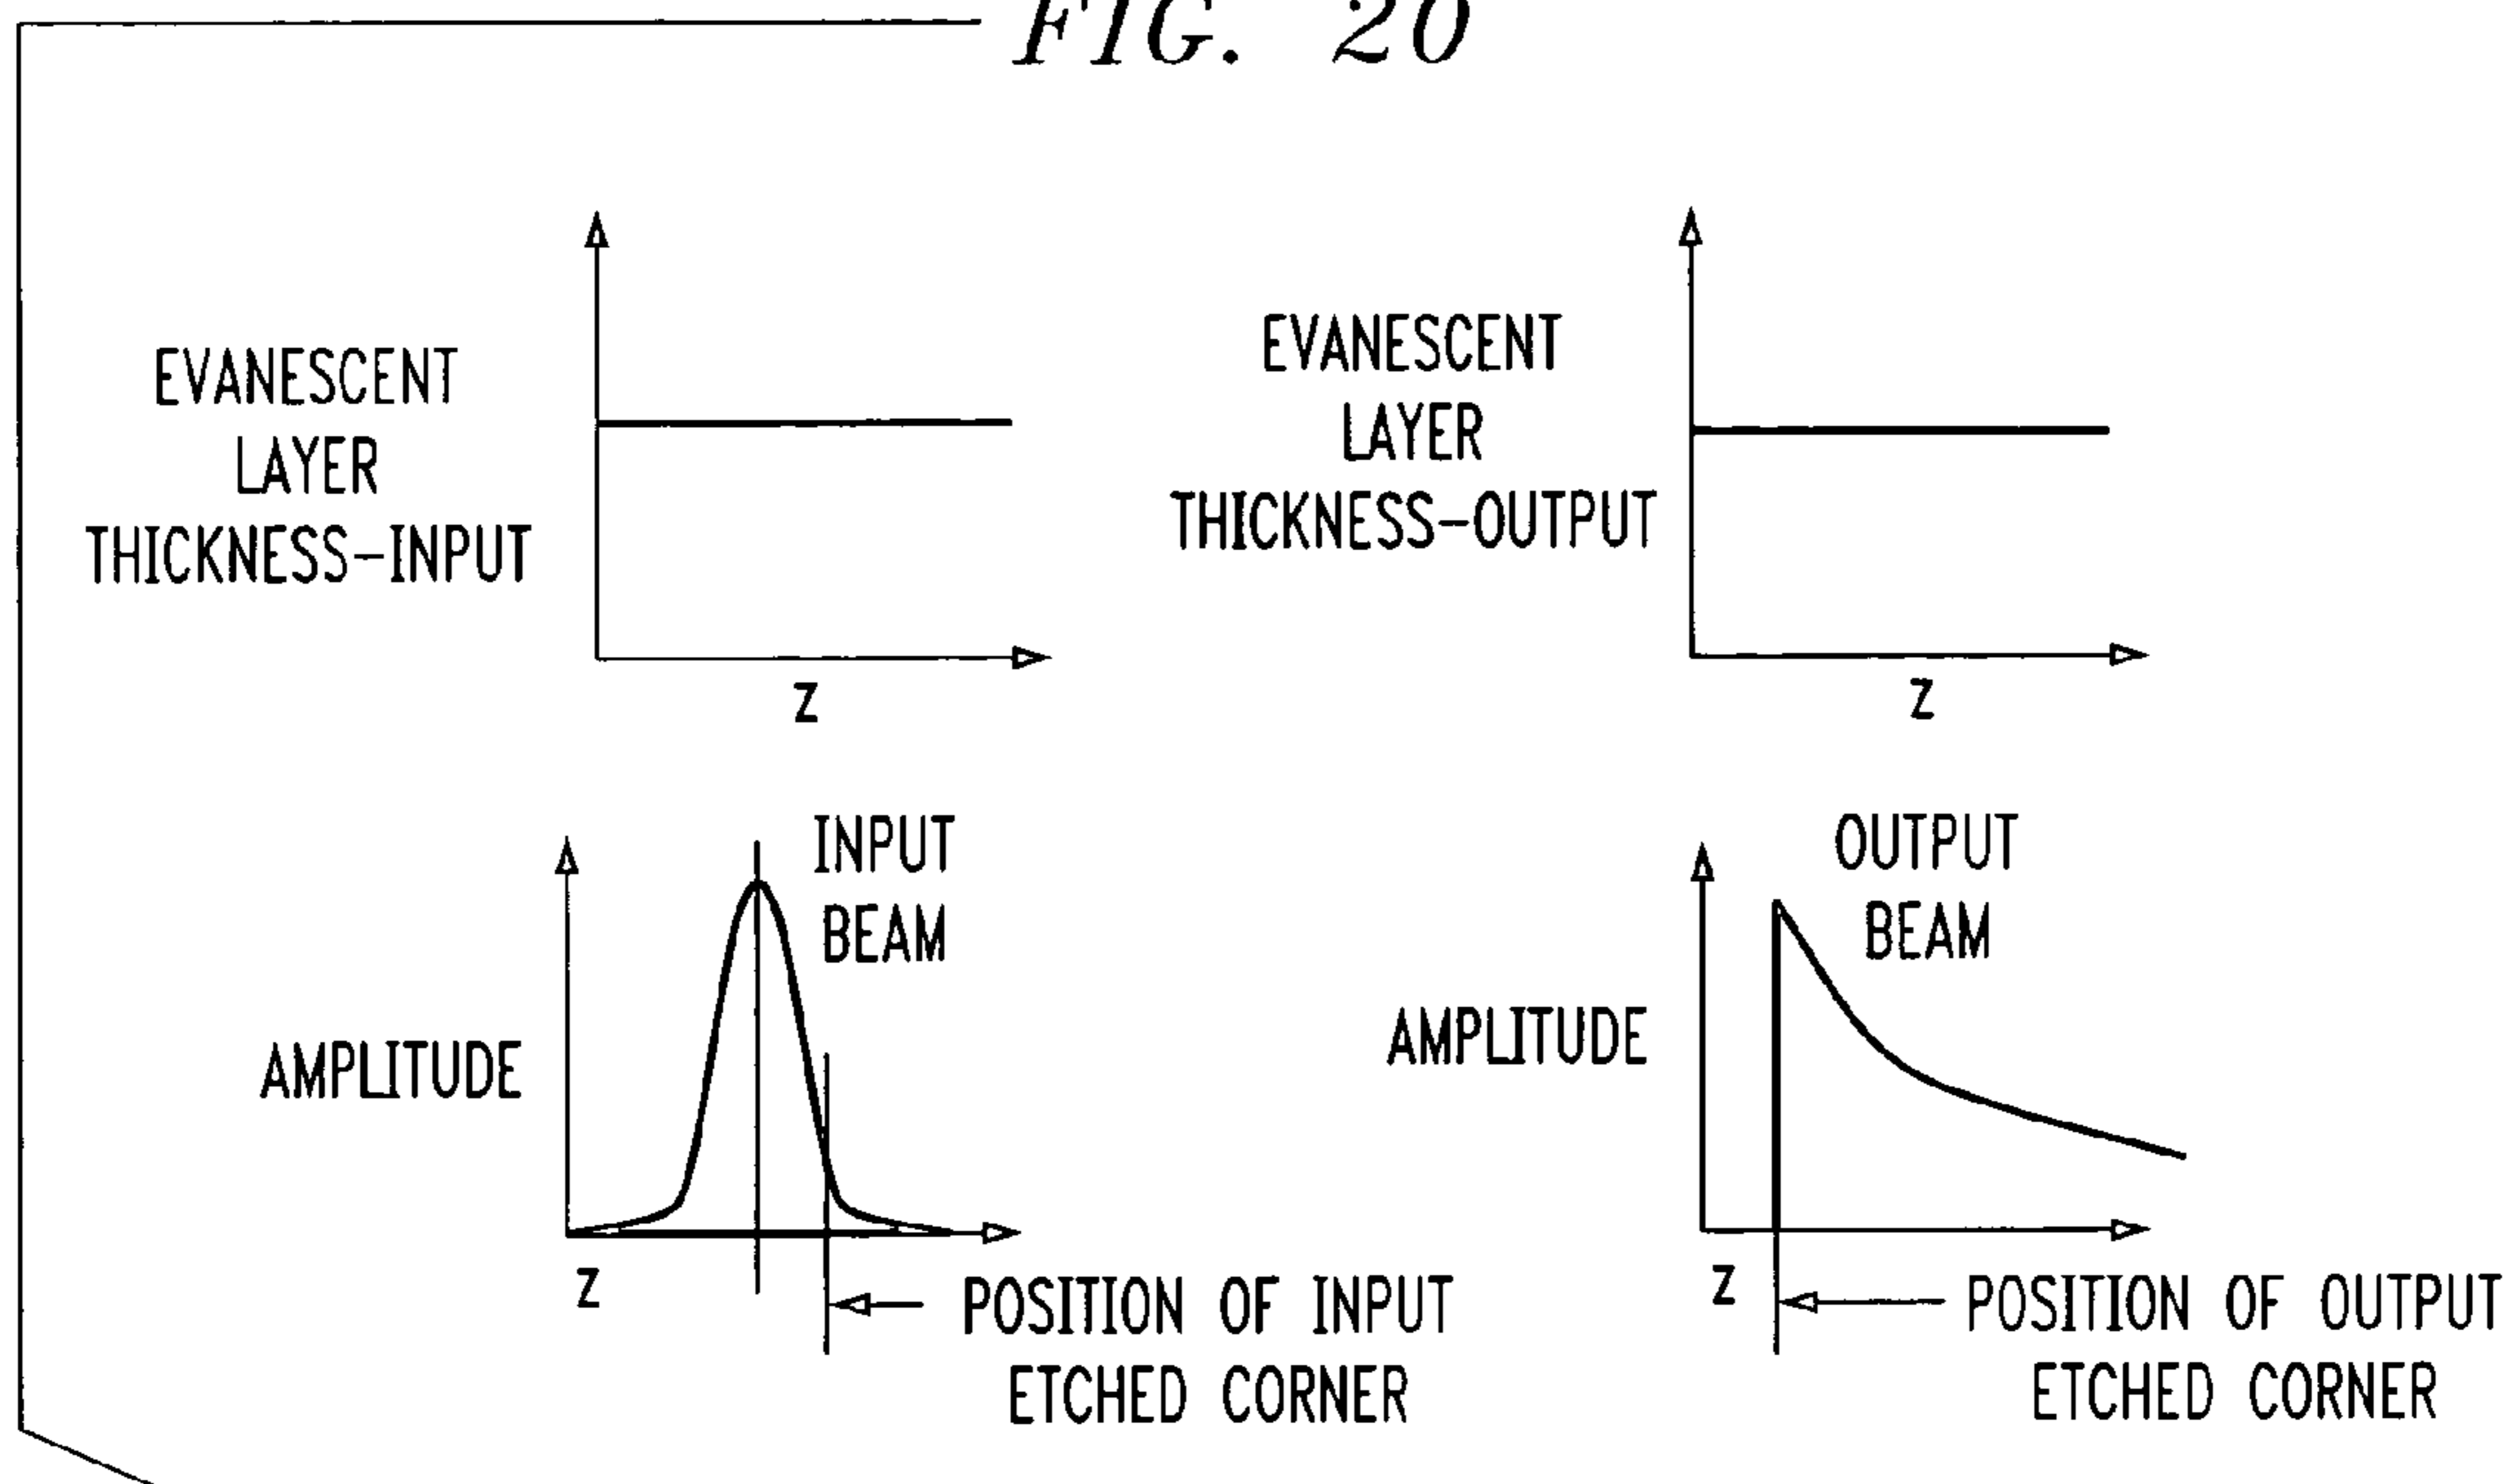 FIG. 20
EVANESCENT
LAYER
THICKNESS-INPUT
Z
EVANESCENT
LAYER
THICKNESS-OUTPUT
Z
INPUT
BEAM
AMPLITUDE
Z
POSITION OF INPUT
ETCHED CORNER
OUTPUT
BEAM
AMPLITUDE
Z
POSITION OF OUTPUT
ETCHED CORNER